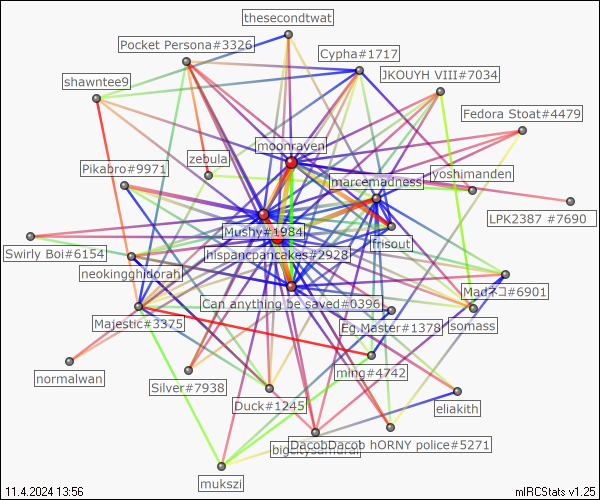 thesecondtwat
Pocket Persona#3326
Cypha#1717
JKOUYH VIII#7034
shawntee9
Fedora Stoat#4479
moonraven
zebula
Pikabro#9971
yoshimanden
marcemadness
LPK2387 #7690
Mushy#1984
frisout
Swirly Boi#6154
hispancpancakes#2928
neokingghidorah
Madネコ#6901
Can anything be saved#0396
Majestic#3375
Eg.Master#1378
somass
ming#4742
normalwan
Silver#7938
Duck#1245
eliakith
DacobDacob hORNY police#5271
mukszi
11.4.2024 13:56
mIRCStats v1.25